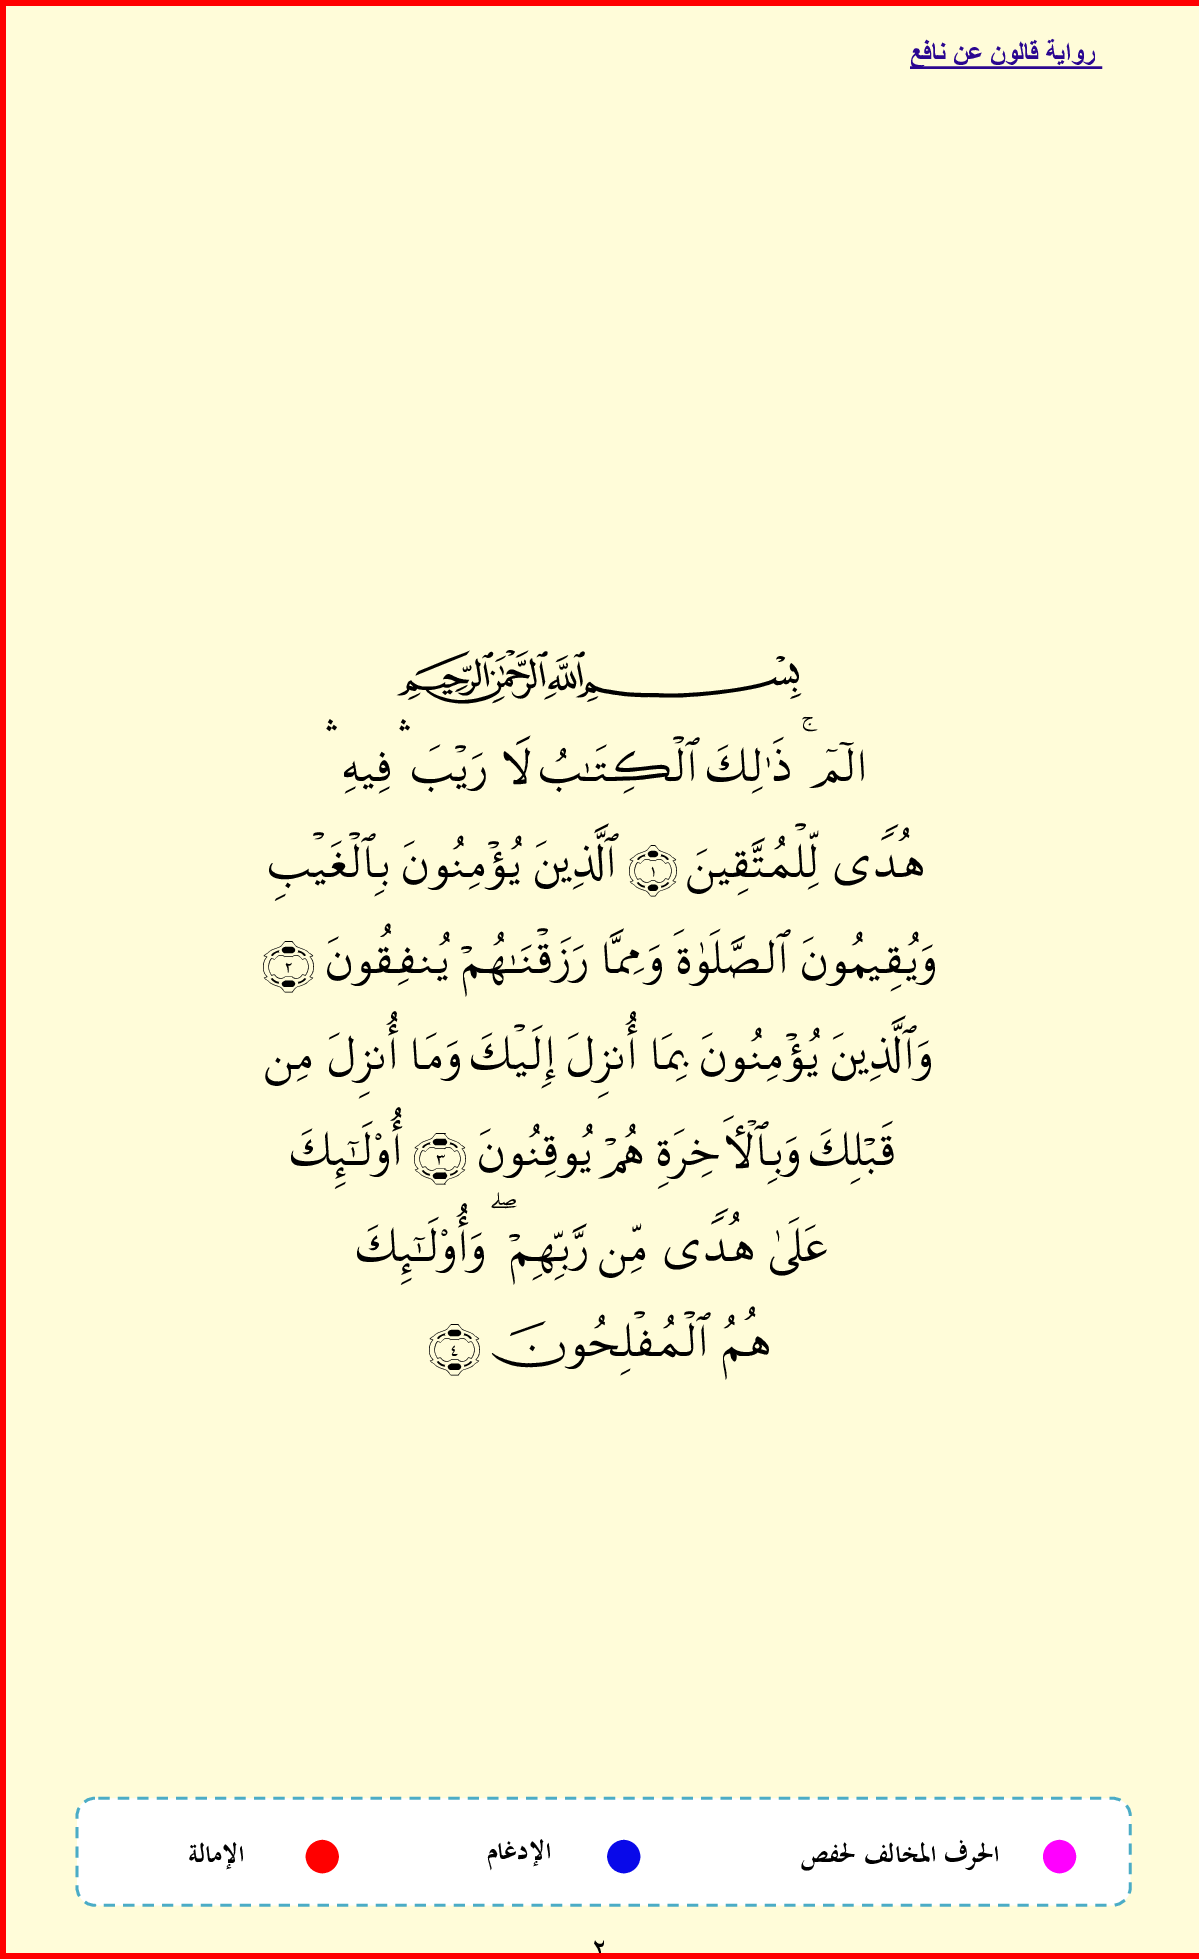 رواية قالون عن نافع
بِسْمِ ٱللَّهِ ٱلرَّحْمَٰنِ ٱلرَّحِيمِ
الٓمٓ ۚ ذَٰلِكَ ٱلْكِتَٰبُ لَا رَيْبَ ۛ فِيهِ ۛ
هُدًى لِّلْمُتَّقِينَ ١ ٱلَّذِينَ يُؤْمِنُونَ بِٱلْغَيْبِ
وَيُقِيمُونَ ٱلصَّلَوٰةَ وَمِمَّا رَزَقْنَٰهُمْ يُنفِقُونَ ٢
وَٱلَّذِينَ يُؤْمِنُونَ بِمَا أُنزِلَ إِلَيْكَ وَمَا أُنزِلَ مِن
قَبْلِكَ وَبِٱلْأَخِرَةِ هُمْ يُوقِنُونَ ٣ أُوْلَٰٓئِكَ
عَلَىٰ هُدًى مِّن رَّبِّهِمْ ۖ وَأُوْلَٰٓئِكَ
هُمُ ٱلْمُفْلِحُونَ ٤
الحرف المخالف لحفص الإدغام الإمالة
٢